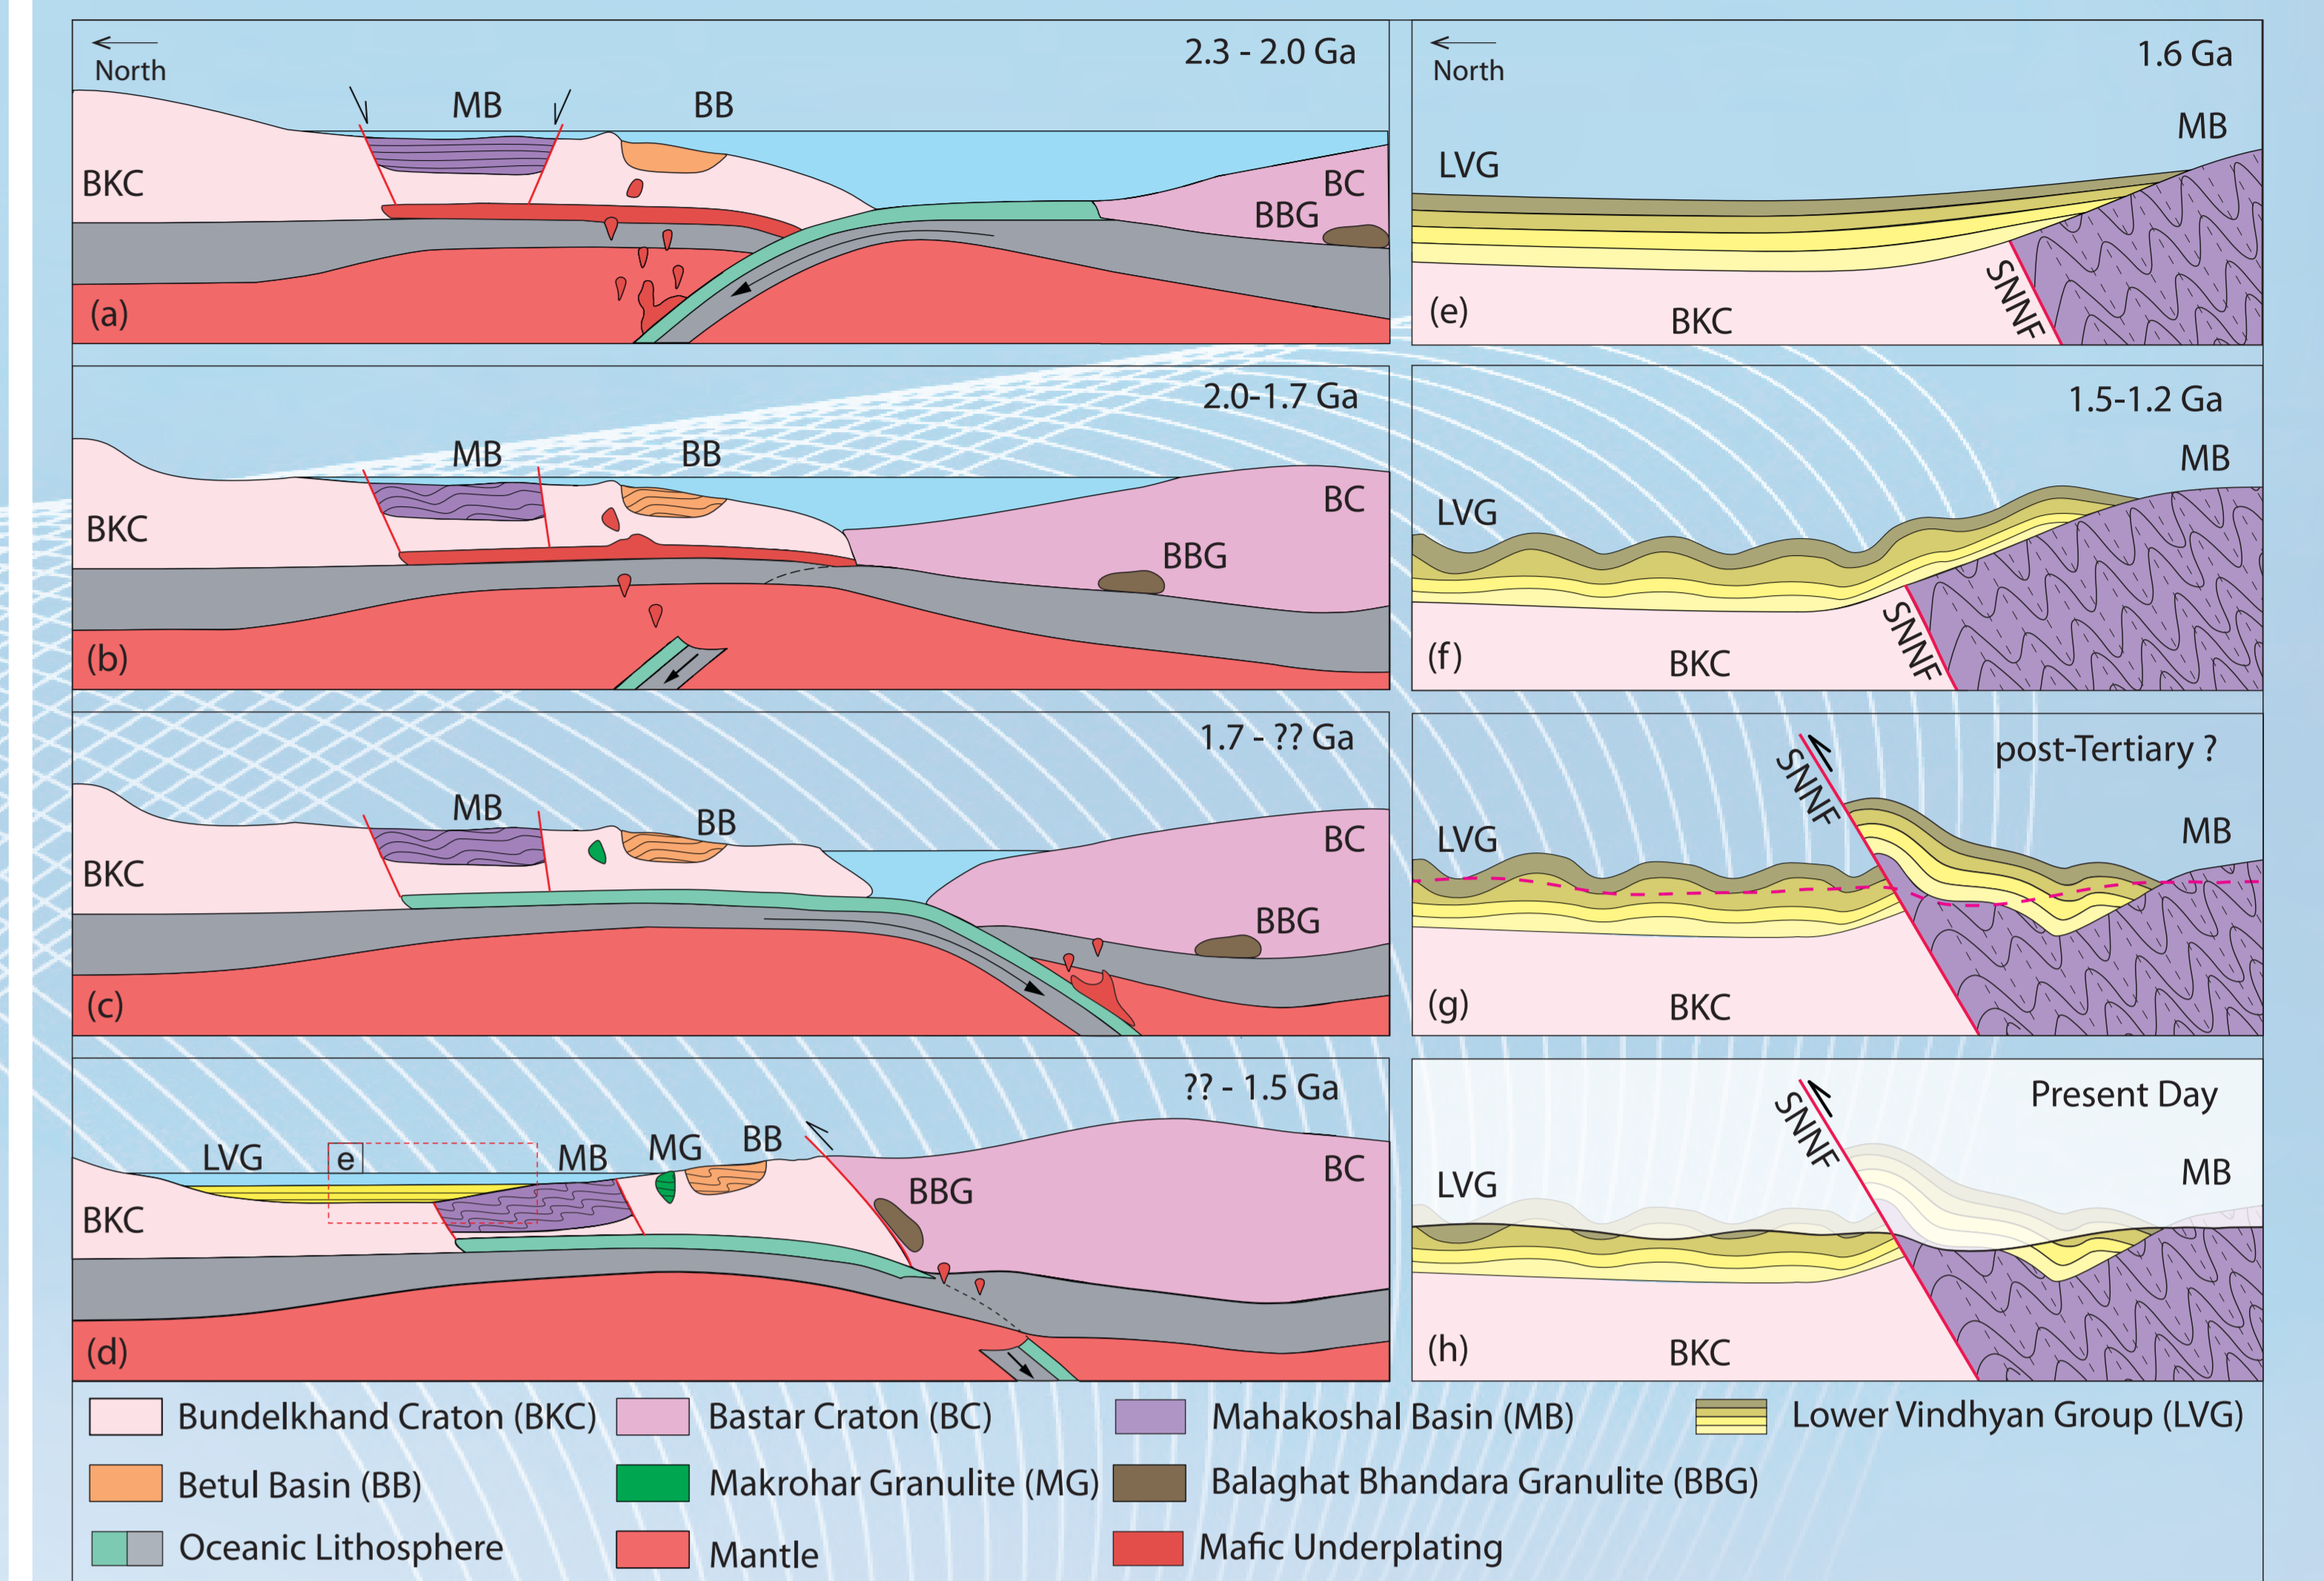 North
2.3 - 2.0 Ga
MB
BB
BKC
BC
BBG
(a)
2.0-1.7 Ga
MB
BB
BC
BKC
BBG
(b)
1.7 - ?? Ga
MB
BB
BC
BKC
BBG
(c)
?? - 1.5 Ga
LVG
e
MB
MG
BB
BC
BBG
BKC
(d)
North
1.6 Ga
MB
LVG
SNNF
(e)
BKC
1.5-1.2 Ga
MB
LVG
SNNF
(f)
BKC
post-Tertiary ?
SNNF
LVG
MB
(g)
BKC
Present Day
SNNF
LVG
MB
(h)
BKC
Bundelkhand Craton (BKC)
Bastar Craton (BC)
Mahakoshal Basin (MB)
Lower Vindhyan Group (LVG)
Betul Basin (BB)
Makrohar Granulite (MG)
Balaghat Bhandara Granulite (BBG)
Oceanic Lithosphere
Mantle
Mafic Underplating